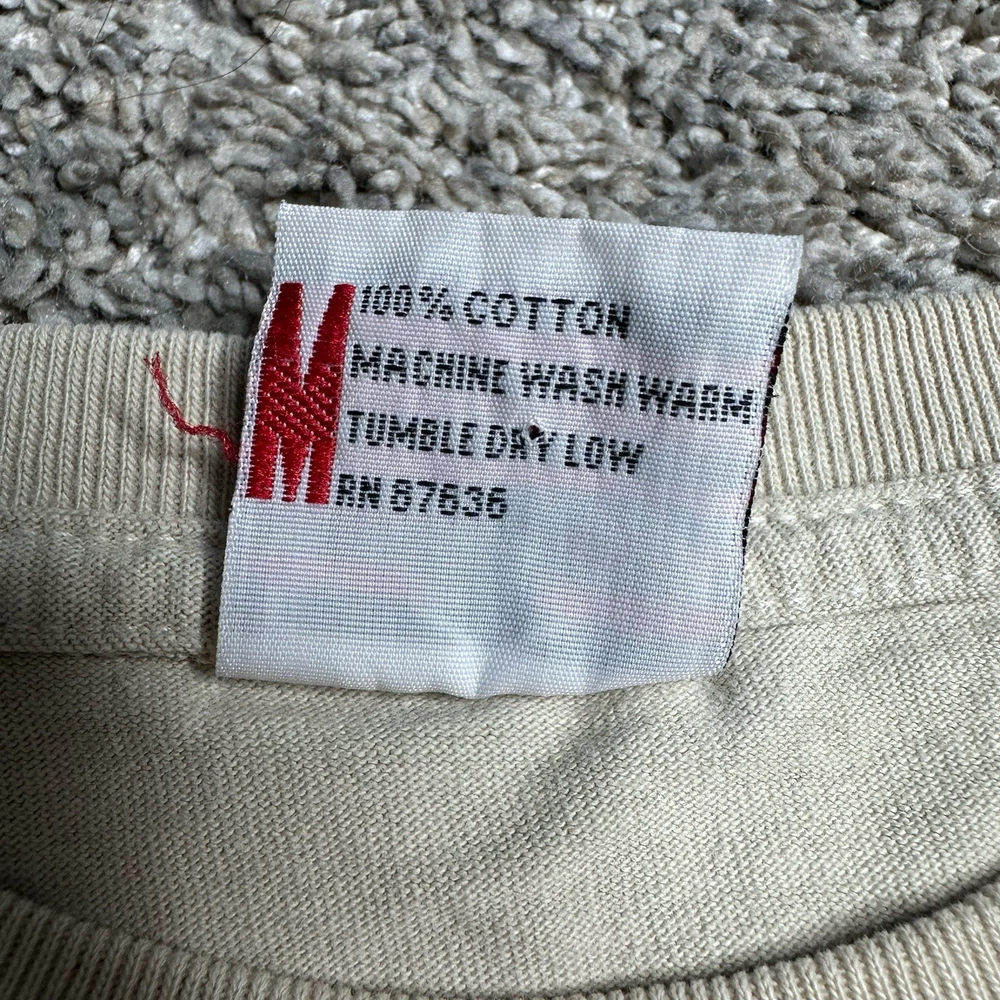 M
100% COTTON
MACHINE WASH WARM
TUMBLE DRY LOW
RN 87636